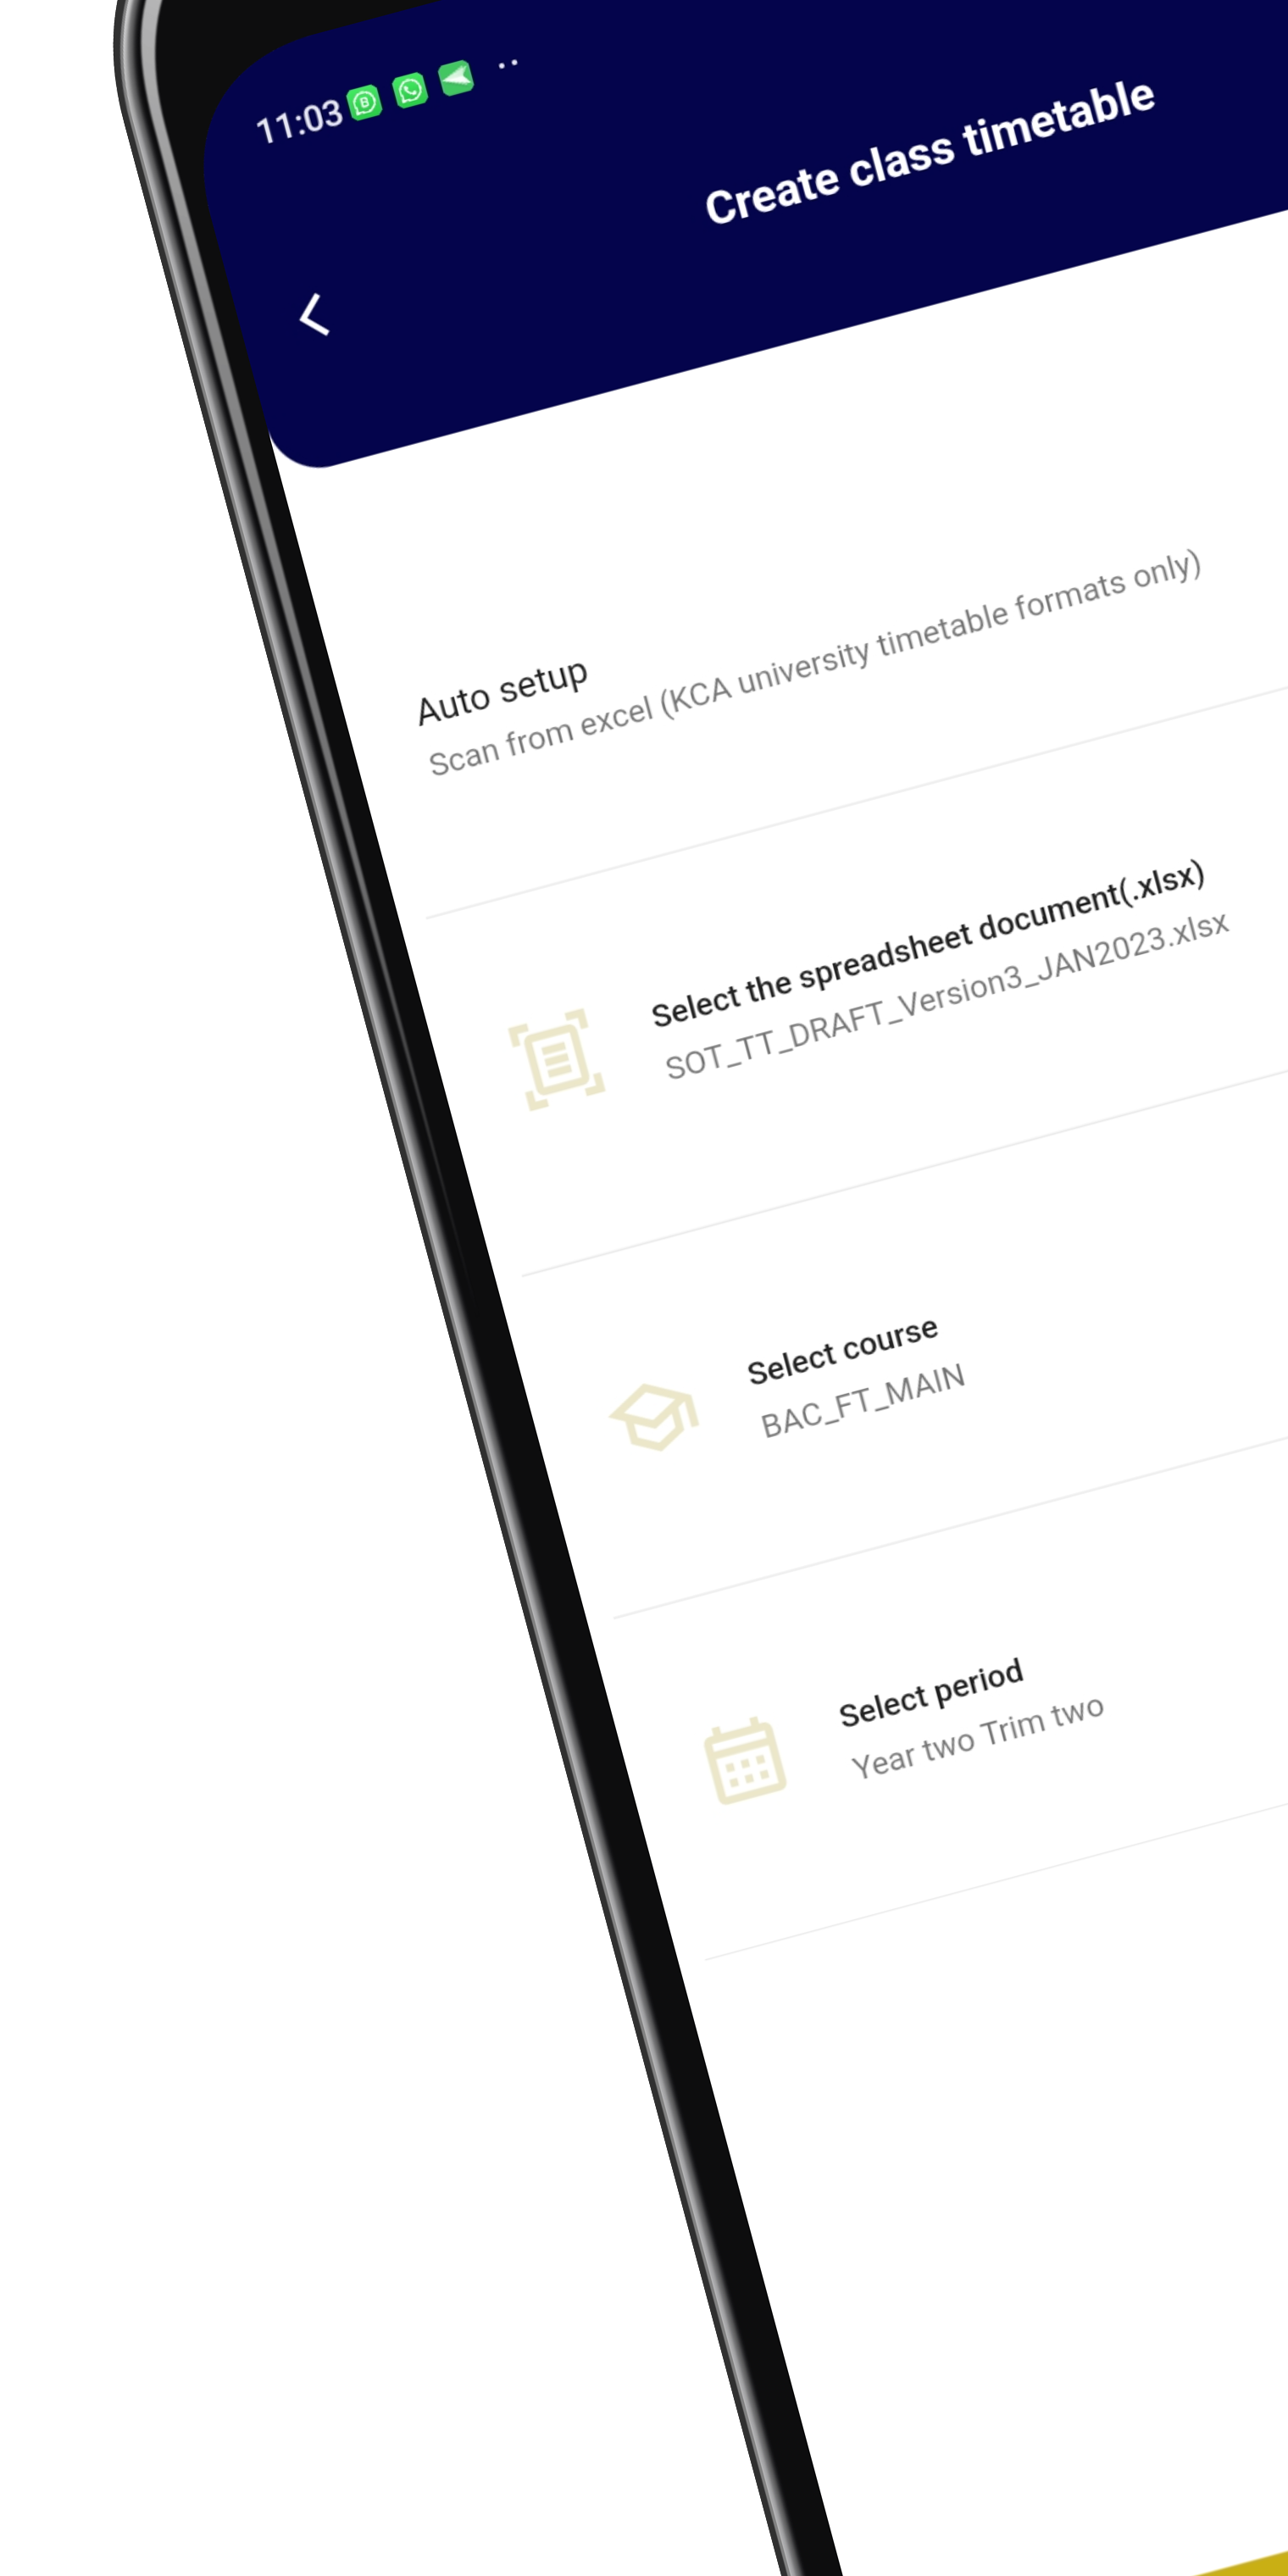 11:03
Create class timetable
Auto setup
Scan from excel (KCA university timetable formats only)
Select the spreadsheet document(.xlsx)
SOT_TT_DRAFT_Version3_JAN2023.xlsx
Select course
BAC_FT_MAIN
Select period
Year two Trim two